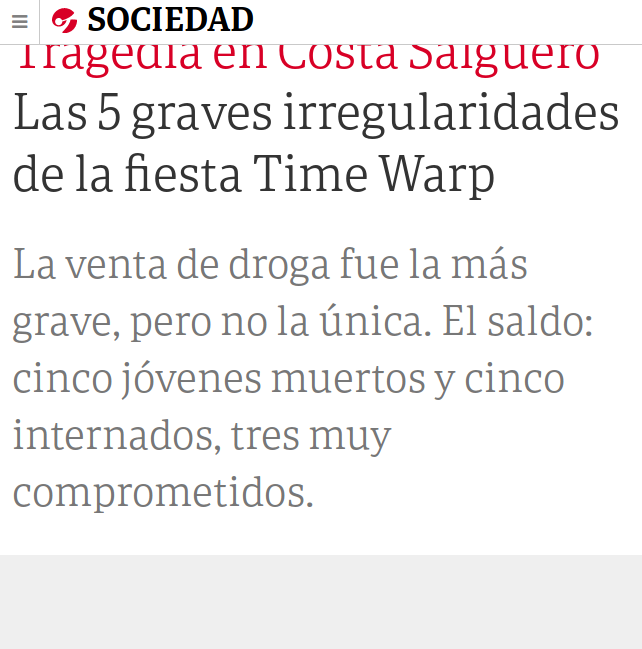 SOCIEDAD
Tragedia en Costa Salguero
Las 5 graves irregularidades
de la fiesta Time Warp
La venta de droga fue la más
grave, pero no la única. El saldo:
cinco jóvenes muertos y cinco
internados, tres muy
comprometidos.